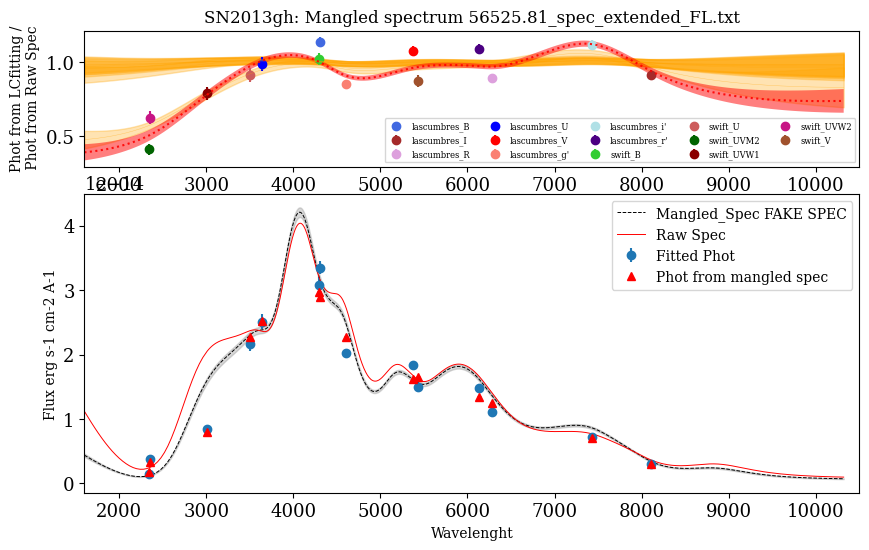 SN2013gh: Mangled spectrum 56525.81_spec_extended_FL.txt
Phot from LCfitting /
Phot from Raw Spec
1.0
0.5
lascumbres_B lascumbres_U lascumbres_i' swift_U swift_UVW2
lascumbres_I lascumbres_V lascumbres_r' swift_UVM2 swift_V
lascumbres_R lascumbres_g' swift_B swift_UVW1
2000 3000 4000 5000 6000 7000 8000 9000 10000
1e−14
Flux erg s-1 cm-2 A-1
4
3
2
1
0
Mangled_Spec FAKE SPEC
Raw Spec
Fitted Phot
Phot from mangled spec
2000 3000 4000 5000 6000 7000 8000 9000 10000
Wavelenght